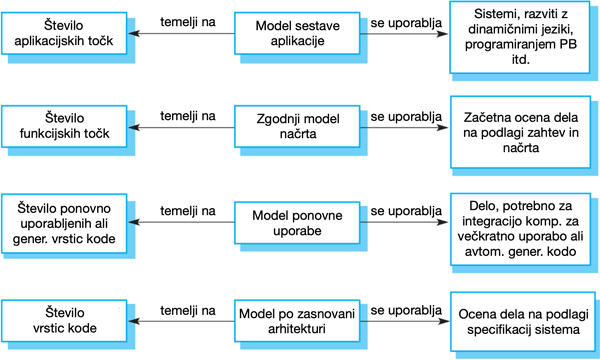 Število
aplikacijskih točk
temelji na
Model sestave
aplikacije
se uporablja
Sistemi, razviti z
dinamičnimi jeziki,
programiranjem PB
itd.
Število
funkcijskih točk
temelji na
Zgodnji model
načrta
se uporablja
Začetna ocena dela
na podlagi zahtev in
načrta
Število ponovno
uporabljenih ali
gener. vrstic kode
temelji na
Model ponovne
uporabe
se uporablja
Delo, potrebno za
integracijo komp. za
večkratno uporabo ali
avtom. gener. kodo
Število
vrstic kode
temelji na
Model po zasnovani
arhitekturi
se uporablja
Ocena dela na podlagi
specifikacij sistema